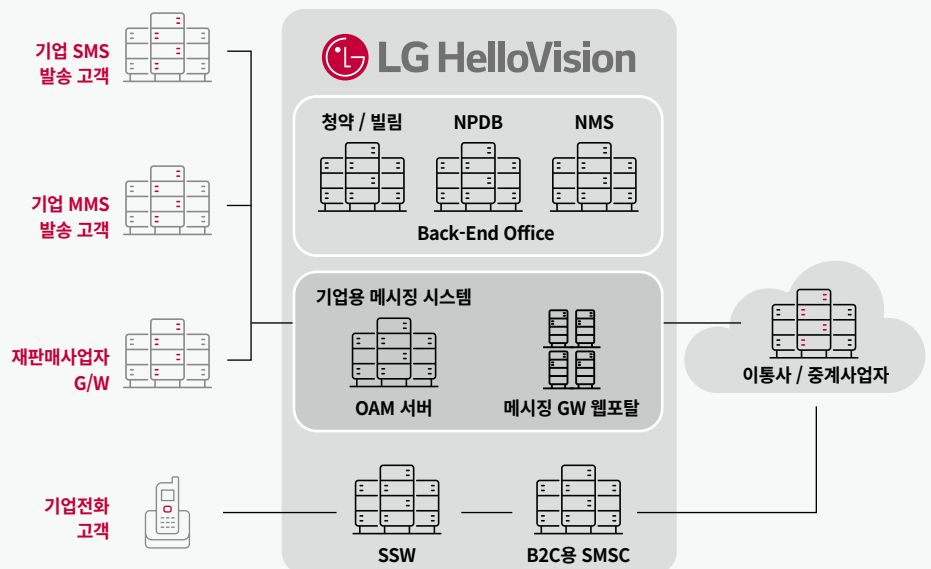 기업 SMS
발송 고객
기업 MMS
발송 고객
재판매사업자
G/W
기업전화
고객
LG HelloVision
청약 / 빌림
NPDB
NMS
Back-End Office
기업용 메시징 시스템
OAM 서버
메시징 GW 웹포탈
SSW
B2C용 SMSC
이통사 / 중계사업자